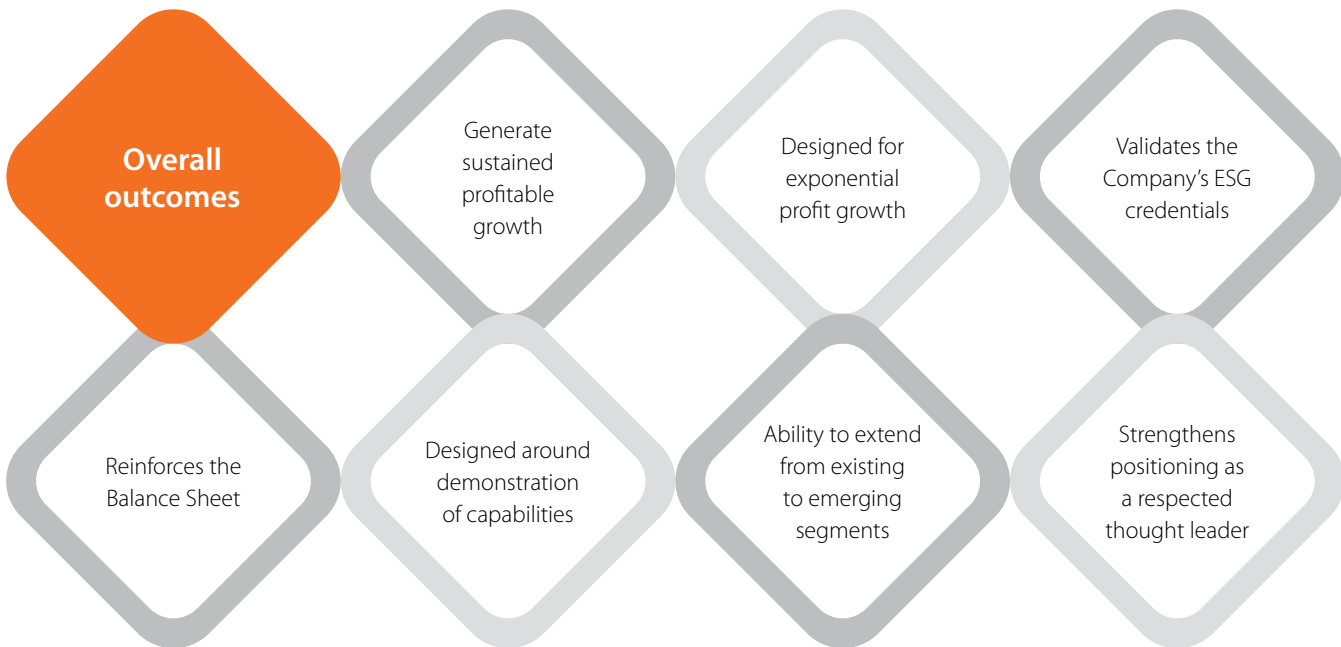 Overall
outcomes
Generate
sustained
profitable
growth
Designed for
exponential
profit growth
Validates the
Company’s ESG
credentials
Reinforces the
Balance Sheet
Designed around
demonstration
of capabilities
Ability to extend
from existing
to emerging
segments
Strengthens
positioning as
a respected
thought leader